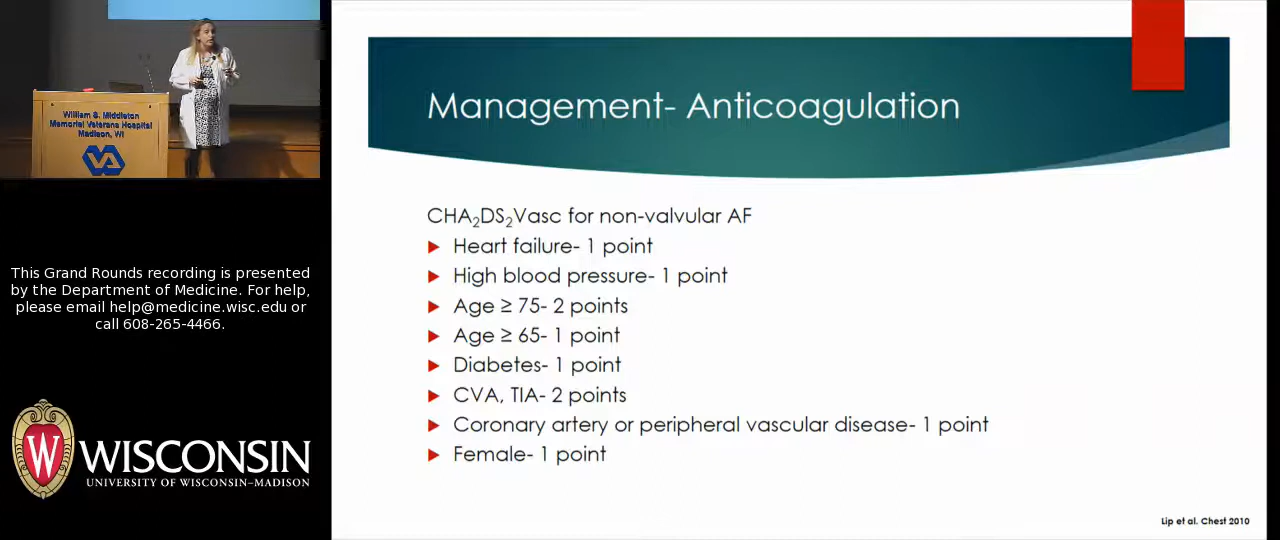 William S. Middleton
Memorial Veterans Hospital
Madison, WI
VA
This Grand Rounds recording is presented
by the Department of Medicine. For help,
please email help@medicine.wisc.edu or
call 608-265-4466.
W
WISCONSIN
UNIVERSITY OF WISCONSIN–MADISON
Management- Anticoagulation
CHA₂DS₂Vasc for non-valvular AF
Heart failure- 1 point
High blood pressure- 1 point
Age ≥ 75- 2 points
Age ≥ 65- 1 point
Diabetes- 1 point
CVA, TIA- 2 points
Coronary artery or peripheral vascular disease- 1 point
Female- 1 point
Lip et al. Chest 2010